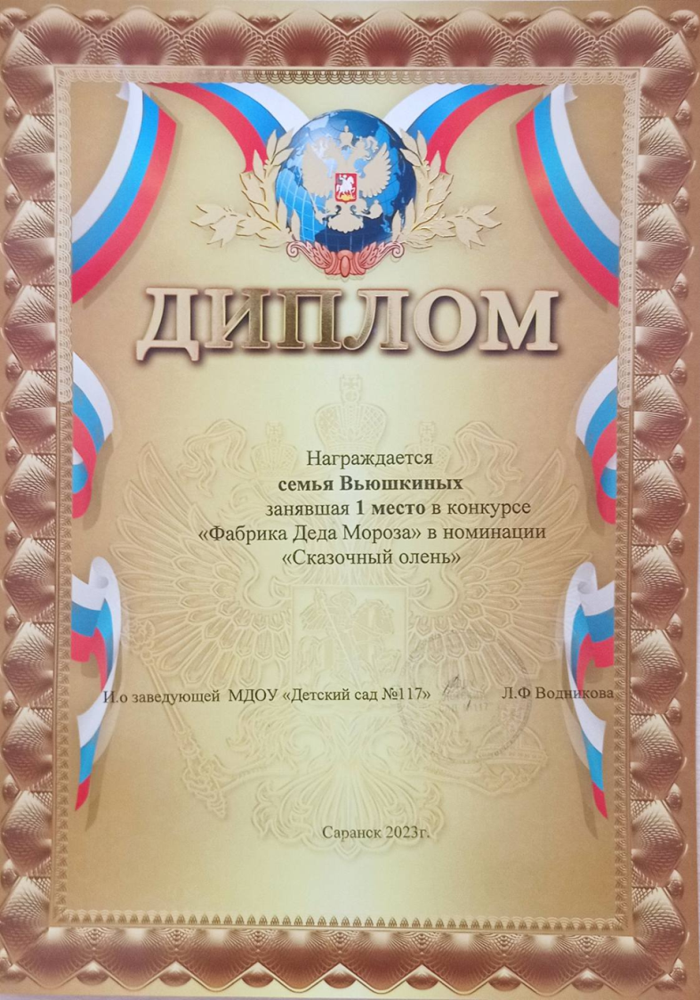 ДИПЛОМ
Награждается
семья Вьюшкиных
занявшая 1 место в конкурсе
«Фабрика Деда Мороза» в номинации
«Сказочный олень»
И.о заведующей МДОУ «Детский сад №117» Л.Ф Водникова
Саранск 2023г.